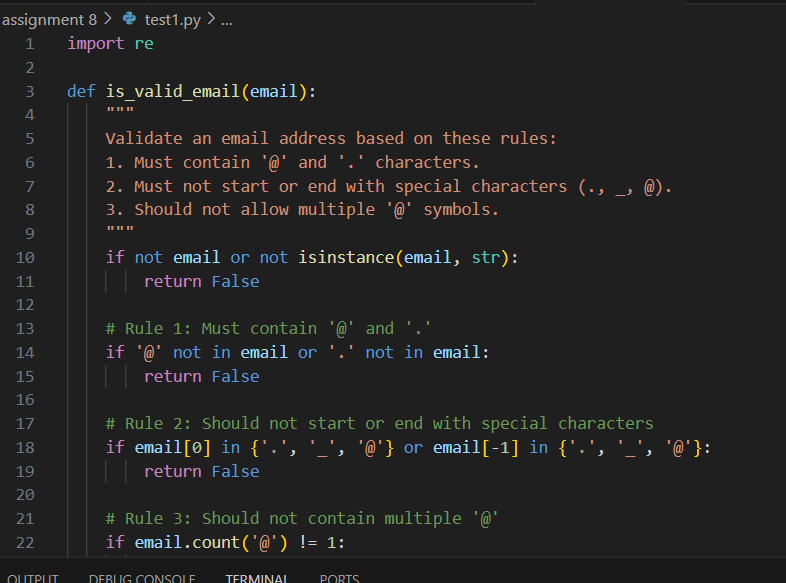 assignment 8 > test1.py > ...
1 import re
2
3 def is_valid_email(email):
4 """
5 Validate an email address based on these rules:
6 1. Must contain '@' and '.' characters.
7 2. Must not start or end with special characters (., _, @).
8 3. Should not allow multiple '@' symbols.
9 """
10 if not email or not isinstance(email, str):
11 return False
12
13 # Rule 1: Must contain '@' and '.'
14 if '@' not in email or '.' not in email:
15 return False
16
17 # Rule 2: Should not start or end with special characters
18 if email[0] in {'.', '_', '@'} or email[-1] in {'.', '_', '@'}:
19 return False
20
21 # Rule 3: Should not contain multiple '@'
22 if email.count('@') != 1:
OUTPUT DEBUG CONSOLE TERMINAL PORTS